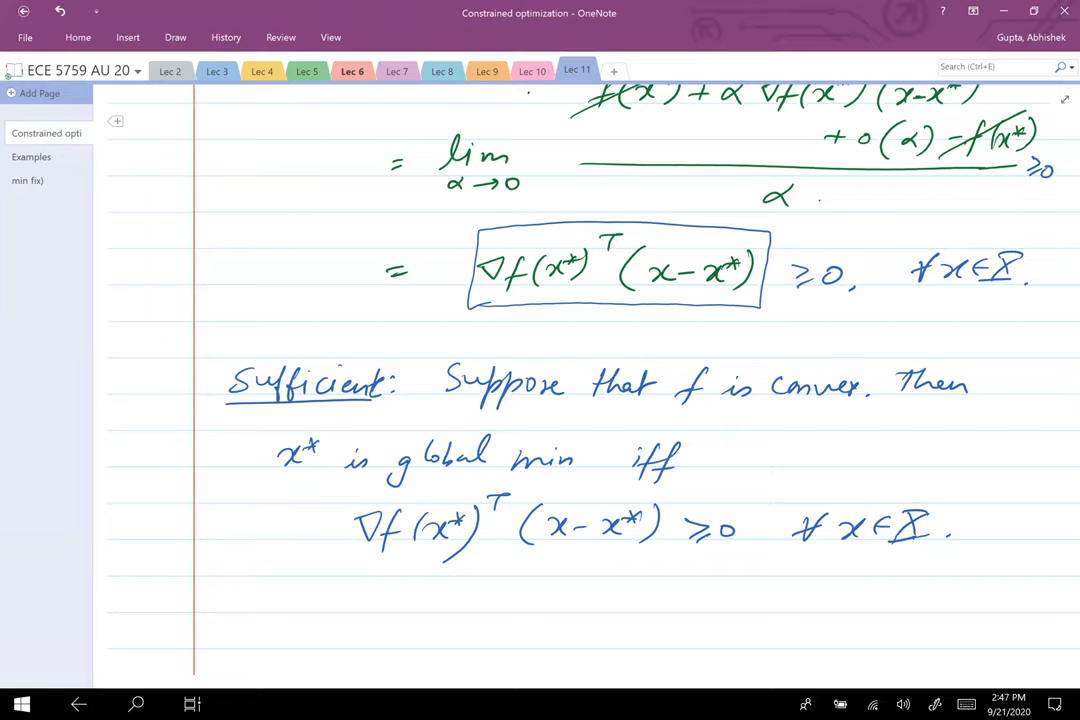 Constrained optimization - OneNote
?
Gupta, Abhishek
File Home Insert Draw History Review View
ECE 5759 AU 20 Lec 2 Lec 3 Lec 4 Lec 5 Lec 6 Lec 7 Lec 8 Lec 9 Lec 10 Lec 11 +
Search (Ctrl+E)
Add Page
Constrained opti
Examples
min f(x)
f(x*) + α ∇f(x*)ᵀ(x-x*)
+ o(α) - f(x*)
= lim ≥0
α→0 α
= ∇f(x*)ᵀ(x-x*) ≥0, ∀x∈X.
Sufficient: Suppose that f is convex. Then
x* is global min iff
∇f(x*)ᵀ(x-x*) ≥0 ∀ x∈X.
2:47 PM
9/21/2020